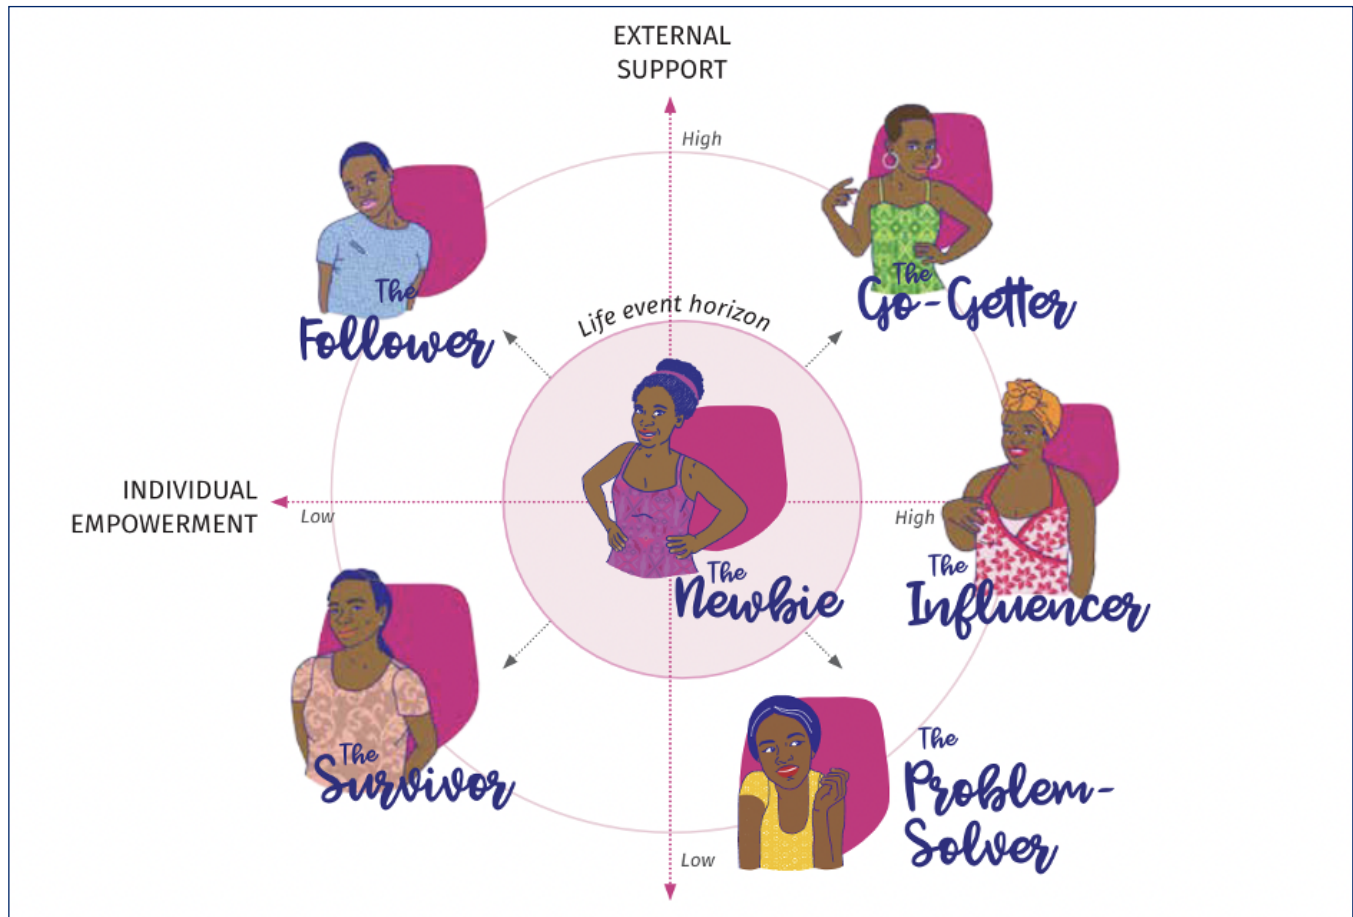 EXTERNAL
SUPPORT
High
The
Follower
The
Go-Getter
Life event horizon
INDIVIDUAL
EMPOWERMENT
Low
High
The
Newbie
The
Influencer
The
Survivor
The
Problem-
Solver
Low